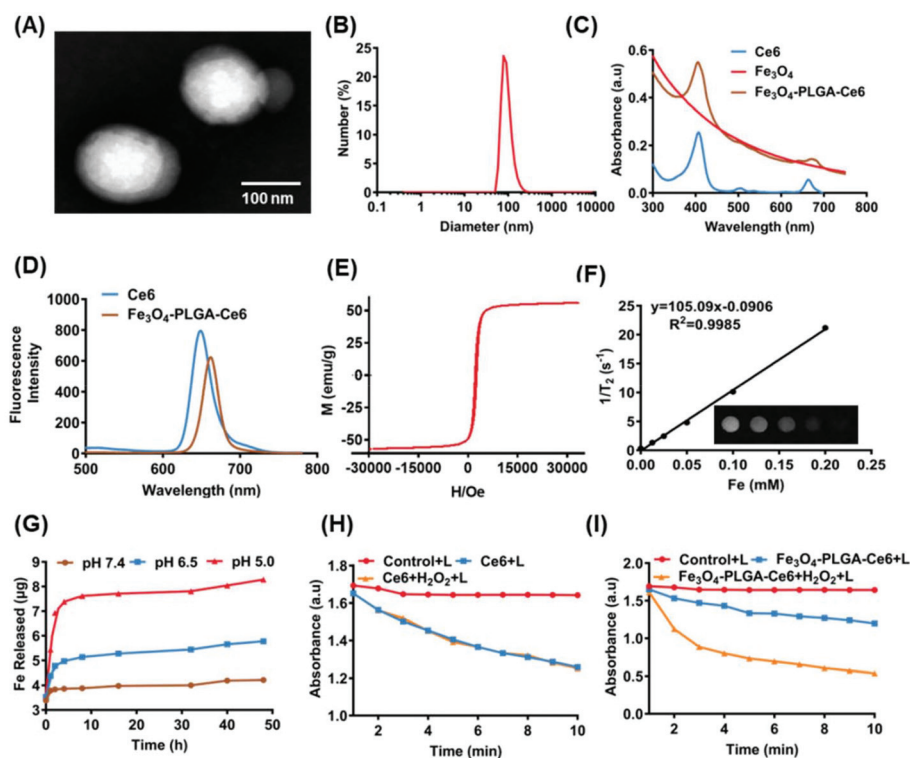 (A)
100 nm
(B)
Number (%)
25
20
15
10
5
0
0.1
1
10
100
1000
10000
Diameter (nm)
(C)
Ce6
Fe₃O₄
Fe₃O₄-PLGA-Ce6
Absorbance (a.u)
0.6
0.4
0.2
0.0
300
400
500
600
700
800
Wavelength (nm)
(D)
Ce6
Fe₃O₄-PLGA-Ce6
Fluorescence
Intensity
1000
800
600
400
200
0
500
600
700
800
Wavelength (nm)
(E)
M (emu/g)
50
25
-0
-25
-50
-30000
-15000
0
15000
30000
H/Oe
(F)
y=105.09x-0.0906
R²=0.9985
1/T₂ (s⁻¹)
25
20
15
10
5
0
0.00
0.05
0.10
0.15
0.20
0.25
Fe (mM)
(G)
pH 7.4
pH 6.5
pH 5.0
Fe Released (µg)
9
8
7
6
5
4
3
0
10
20
30
40
50
Time (h)
(H)
Control+L
Ce6+L
Ce6+H₂O₂+L
Absorbance (a.u)
1.8
1.6
1.4
1.2
1.0
2
4
6
8
10
Time (min)
(I)
Control+L
Fe₃O₄-PLGA-Ce6+L
Fe₃O₄-PLGA-Ce6+H₂O₂+L
Absorbance (a.u)
2.0
1.5
1.0
0.5
0.0
2
4
6
8
10
Time (min)